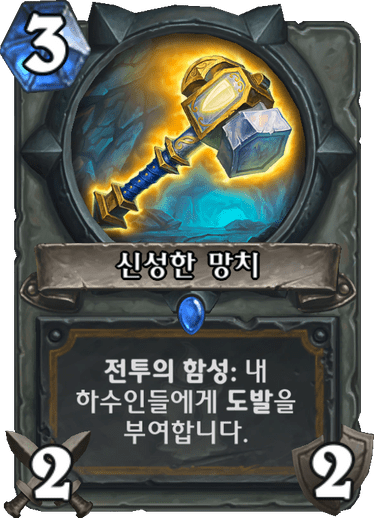 3
신성한 망치
전투의 함성: 내
하수인들에게 도발을
부여합니다.
2
2